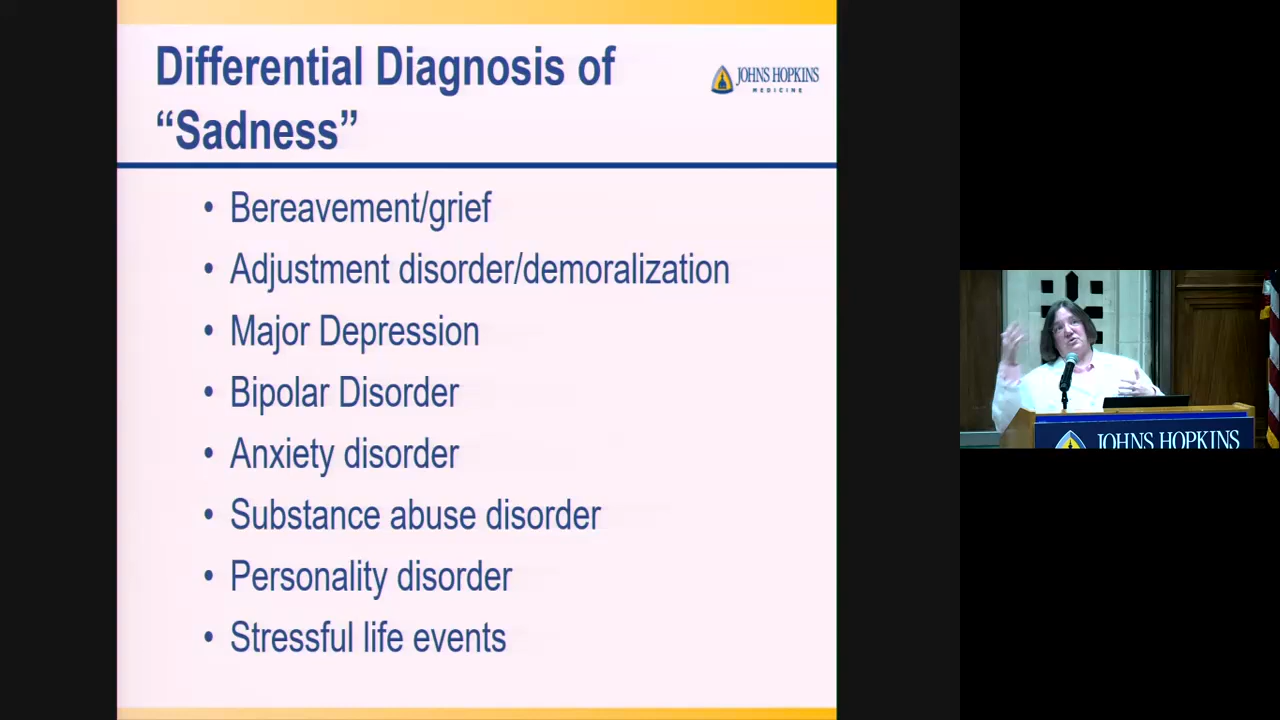 Differential Diagnosis of
“Sadness”
JOHNS HOPKINS
MEDICINE
• Bereavement/grief
• Adjustment disorder/demoralization
• Major Depression
• Bipolar Disorder
• Anxiety disorder
• Substance abuse disorder
• Personality disorder
• Stressful life events
JOHNS HOPKINS